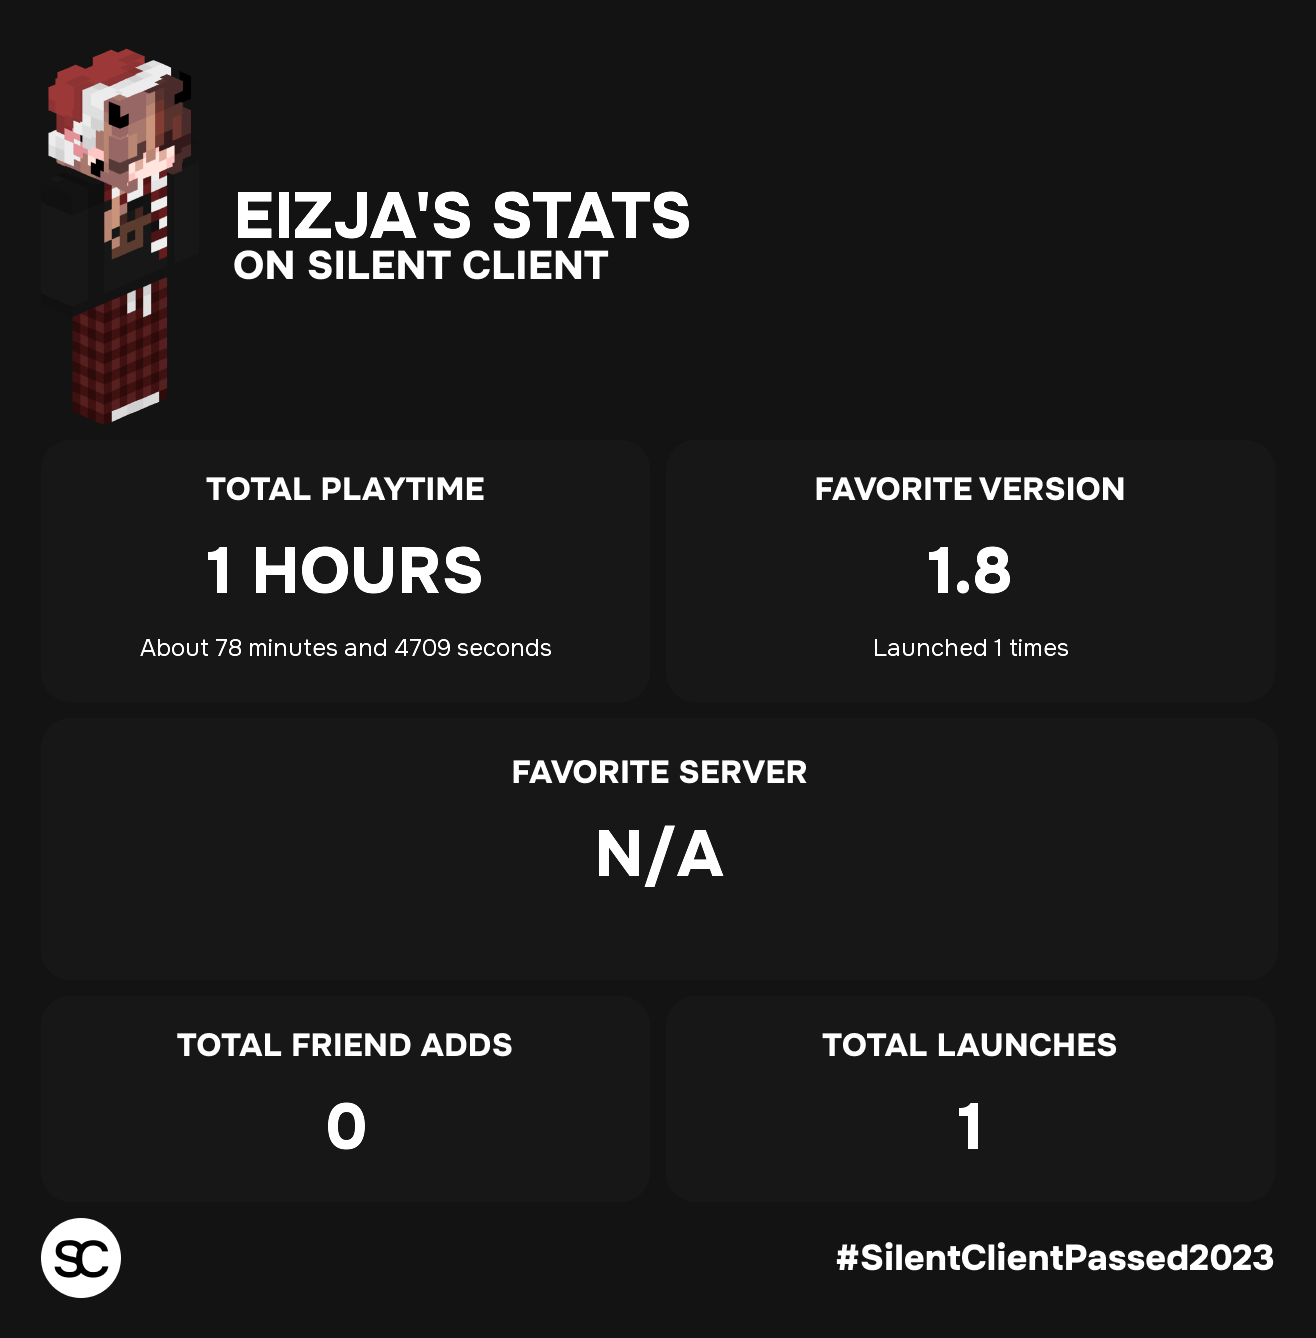 EIZJA'S STATS
ON SILENT CLIENT
TOTAL PLAYTIME
1 HOURS
About 78 minutes and 4709 seconds
FAVORITE VERSION
1.8
Launched 1 times
FAVORITE SERVER
N/A
TOTAL FRIEND ADDS
0
TOTAL LAUNCHES
1
SC
#SilentClientPassed2023